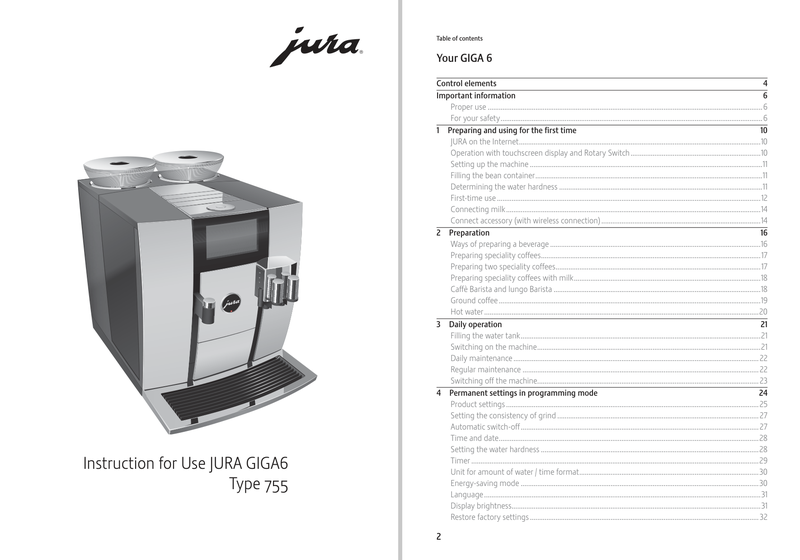 jura
jura
Instruction for Use JURA GIGA6
Type 755
Table of contents
Your GIGA 6
Control elements 4
Important information 6
Proper use 6
For your safety 6
1 Preparing and using for the first time 10
JURA on the Internet 10
Operation with touchscreen display and Rotary Switch 10
Setting up the machine 11
Filling the bean container 11
Determining the water hardness 11
First-time use 12
Connecting milk 14
Connect accessory (with wireless connection) 14
2 Preparation 16
Ways of preparing a beverage 16
Preparing speciality coffees 17
Preparing two speciality coffees 17
Preparing speciality coffees with milk 18
Caffè Barista and lungo Barista 18
Ground coffee 19
Hot water 20
3 Daily operation 21
Filling the water tank 21
Switching on the machine 21
Daily maintenance 22
Regular maintenance 22
Switching off the machine 23
4 Permanent settings in programming mode 24
Product settings 25
Setting the consistency of grind 27
Automatic switch-off 27
Time and date 28
Setting the water hardness 28
Timer 29
Unit for amount of water / time format 30
Energy-saving mode 30
Language 31
Display brightness 31
Restore factory settings 32
2